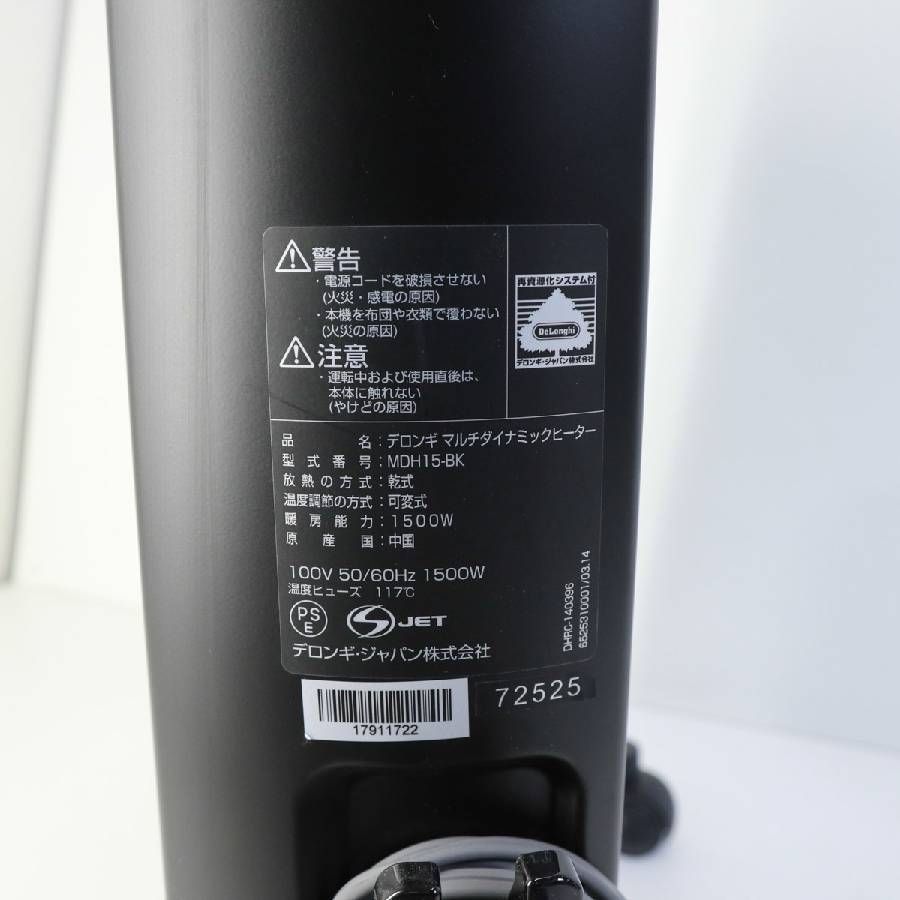 警告
・電源コードを破損させない
(火災・感電の原因)
・本機を布団や衣類で覆わない
(火災の原因)
注意
・運転中および使用直後は、
本体に触れない
(やけどの原因)
再資源化システム付
DeLonghi
デロンギ・ジャパン株式会社
品名：デロンギ マルチダイナミックヒーター
型式番号：MDH15-BK
放熱の方式：乾式
温度調節の方式：可変式
暖房能力：1500W
原産国：中国
100V 50/60Hz 1500W
温度ヒューズ 117℃
PS
E
S JET
デロンギ・ジャパン株式会社
DHRC-140396
5525310001/03.14
17911722
72525